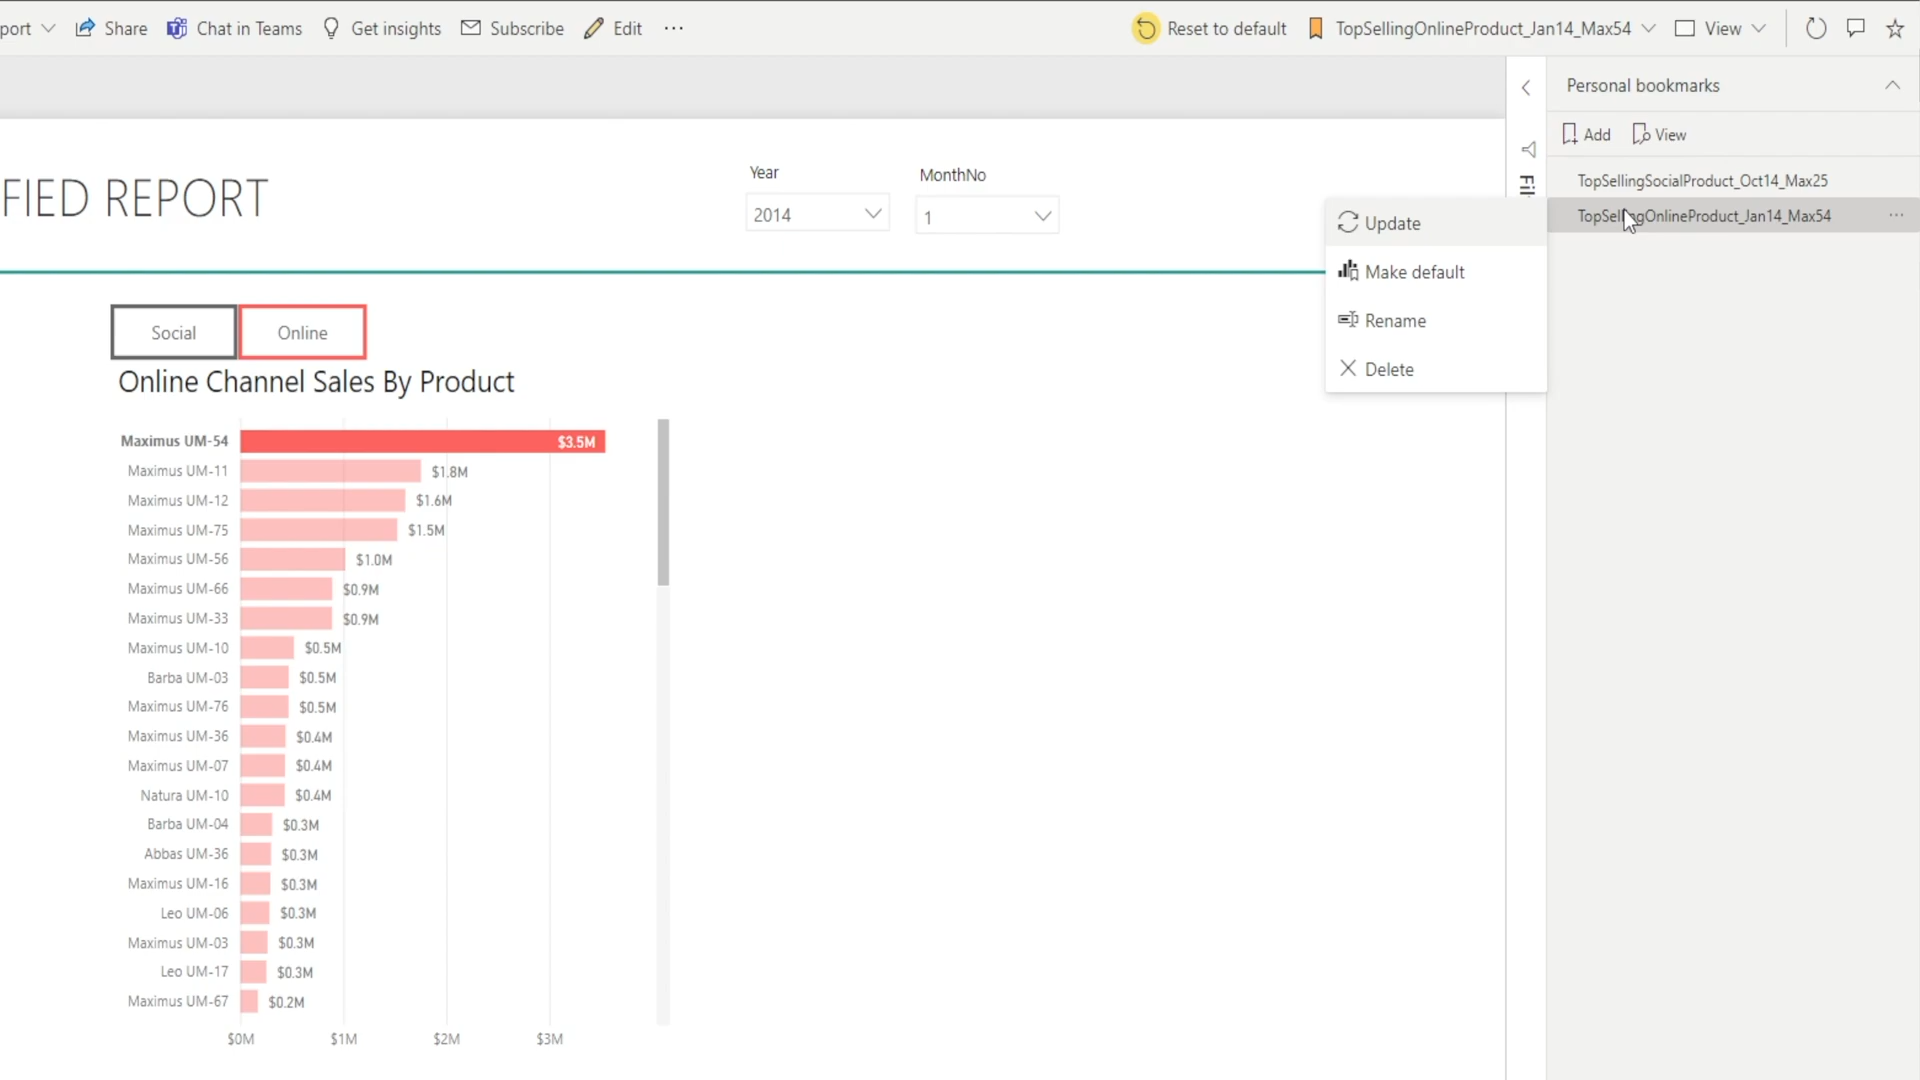 port Share Chat in Teams Get insights Subscribe Edit ··· Reset to default TopSellingOnlineProduct_Jan14_Max54 View
Personal bookmarks
Add View
TopSellingSocialProduct_Oct14_Max25
TopSellingOnlineProduct_Jan14_Max54 ···
Fil
Update
Make default
Rename
Delete
FIED REPORT
Year
2014
MonthNo
1
Social Online
Online Channel Sales By Product
Maximus UM-54 $3.5M
Maximus UM-11 $1.8M
Maximus UM-12 $1.6M
Maximus UM-75 $1.5M
Maximus UM-56 $1.0M
Maximus UM-66 $0.9M
Maximus UM-33 $0.9M
Maximus UM-10 $0.5M
Barba UM-03 $0.5M
Maximus UM-76 $0.5M
Maximus UM-36 $0.4M
Maximus UM-07 $0.4M
Natura UM-10 $0.4M
Barba UM-04 $0.3M
Abbas UM-36 $0.3M
Maximus UM-16 $0.3M
Leo UM-06 $0.3M
Maximus UM-03 $0.3M
Leo UM-17 $0.3M
Maximus UM-67 $0.2M
$0M $1M $2M $3M